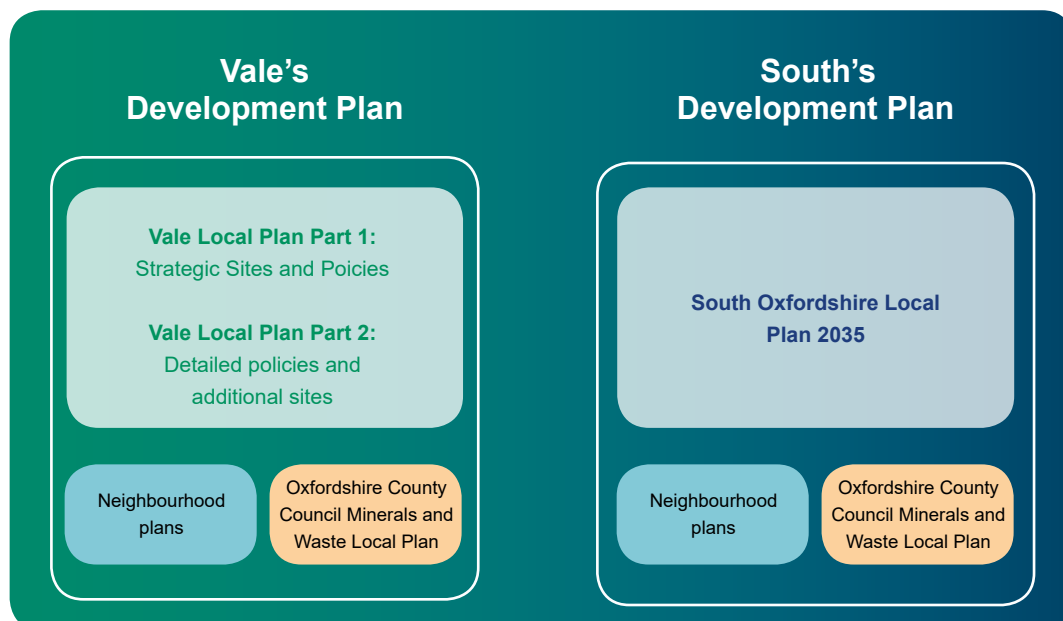 Vale's
Development Plan
Vale Local Plan Part 1:
Strategic Sites and Poicies
Vale Local Plan Part 2:
Detailed policies and
additional sites
Neighbourhood
plans
Oxfordshire County
Council Minerals and
Waste Local Plan
South's
Development Plan
South Oxfordshire Local
Plan 2035
Neighbourhood
plans
Oxfordshire County
Council Minerals and
Waste Local Plan